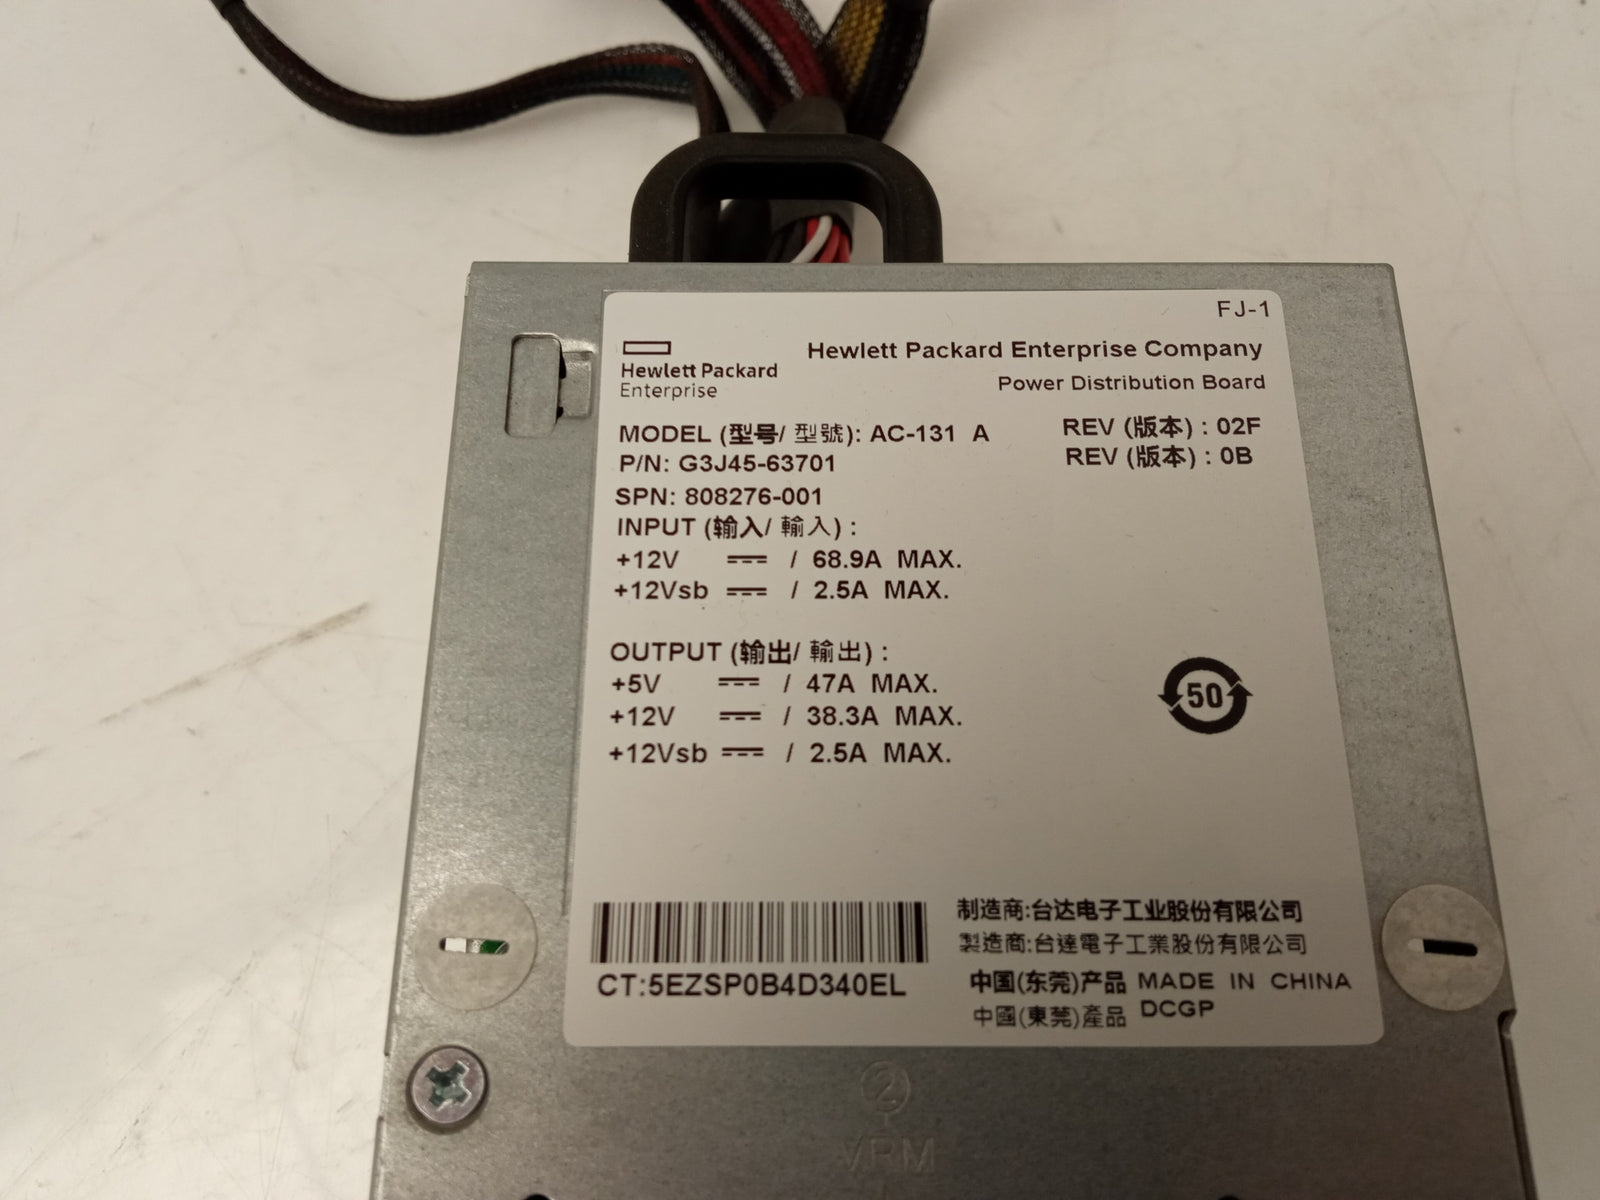 FJ-1
Hewlett Packard
Enterprise
Hewlett Packard Enterprise Company
Power Distribution Board
MODEL (型号/ 型號): AC-131 A
REV (版本) : 02F
P/N: G3J45-63701
REV (版本) : 0B
SPN: 808276-001
INPUT (输入/ 輸入) :
+12V ⎓ / 68.9A MAX.
+12Vsb ⎓ / 2.5A MAX.
OUTPUT (输出/ 輸出) :
+5V ⎓ / 47A MAX.
+12V ⎓ / 38.3A MAX.
+12Vsb ⎓ / 2.5A MAX.
50
CT:5EZSP0B4D340EL
制造商:台达电子工业股份有限公司
製造商:台達電子工業股份有限公司
中国(东莞)产品 MADE IN CHINA
中國(東莞)產品 DCGP
2
VRM